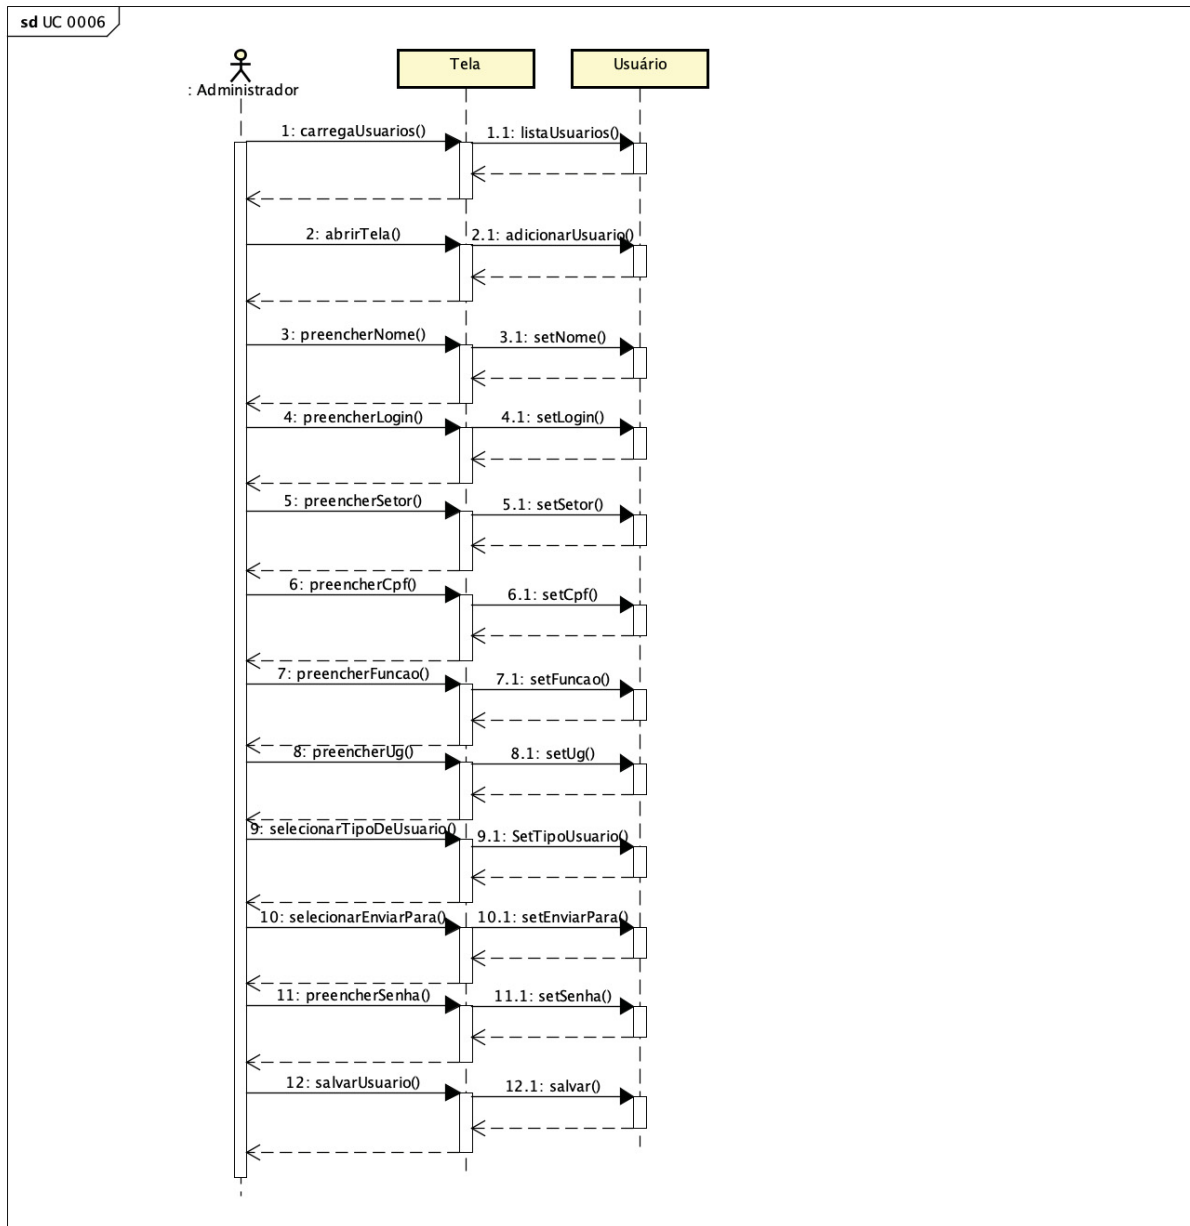 sd UC 0006
: Administrador
Tela
Usuário
1: carregaUsuarios()
1.1: listaUsuarios()
2: abrirTela()
2.1: adicionarUsuario()
3: preencherNome()
3.1: setNome()
4: preencherLogin()
4.1: setLogin()
5: preencherSetor()
5.1: setSetor()
6: preencherCpf()
6.1: setCpf()
7: preencherFuncao()
7.1: setFuncao()
8: preencherUg()
8.1: setUg()
9: selecionarTipoDeUsuario()
9.1: SetTipoUsuario()
10: selecionarEnviarPara()
10.1: setEnviarPara()
11: preencherSenha()
11.1: setSenha()
12: salvarUsuario()
12.1: salvar()